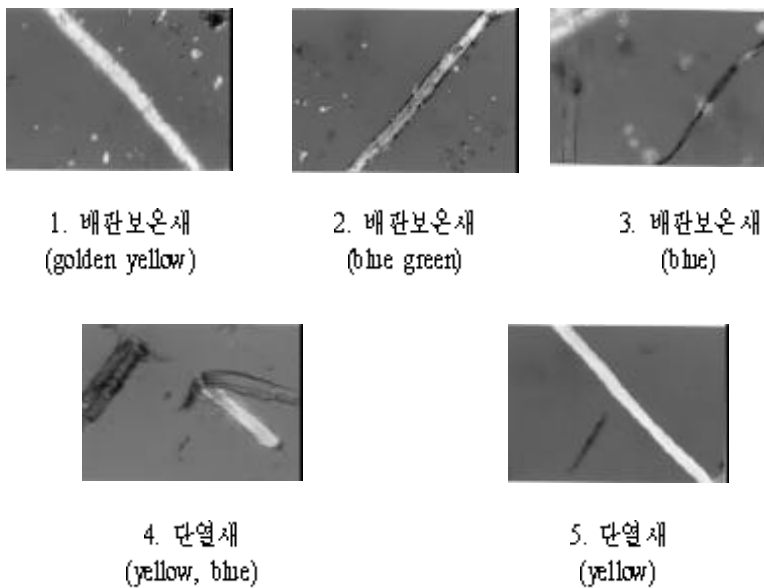 1. 배관보온재
(golden yellow)
2. 배관보온재
(blue green)
3. 배관보온재
(blue)
4. 단열재
(yellow, blue)
5. 단열재
(yellow)